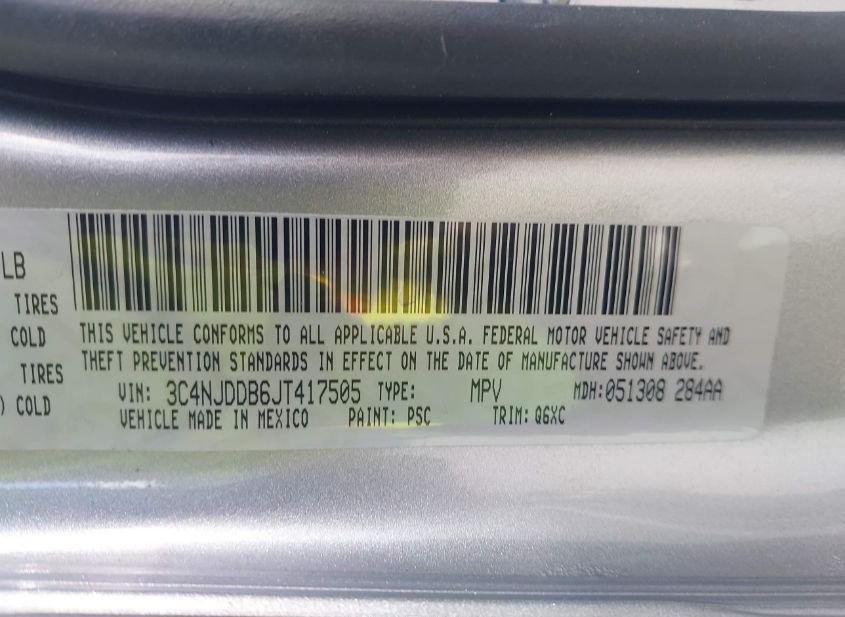 LB
TIRES
COLD
TIRES
) COLD
THIS VEHICLE CONFORMS TO ALL APPLICABLE U.S.A. FEDERAL MOTOR VEHICLE SAFETY AND
THEFT PREVENTION STANDARDS IN EFFECT ON THE DATE OF MANUFACTURE SHOWN ABOVE.
VIN: 3C4NJDDB6JT417505 TYPE: MPV MDH:051308 284AA
VEHICLE MADE IN MEXICO PAINT: PSC TRIM: Q6XC